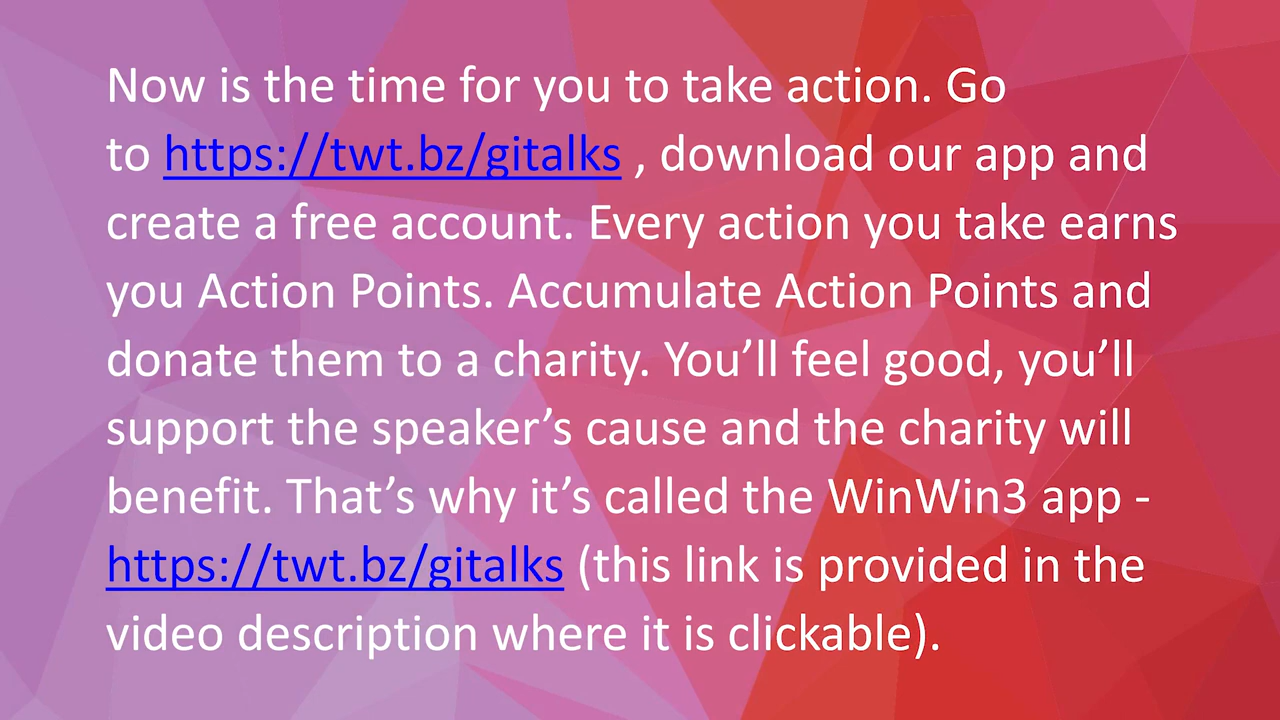 Now is the time for you to take action. Go
to https://twt.bz/gitalks , download our app and
create a free account. Every action you take earns
you Action Points. Accumulate Action Points and
donate them to a charity. You’ll feel good, you’ll
support the speaker’s cause and the charity will
benefit. That’s why it’s called the WinWin3 app -
https://twt.bz/gitalks (this link is provided in the
video description where it is clickable).